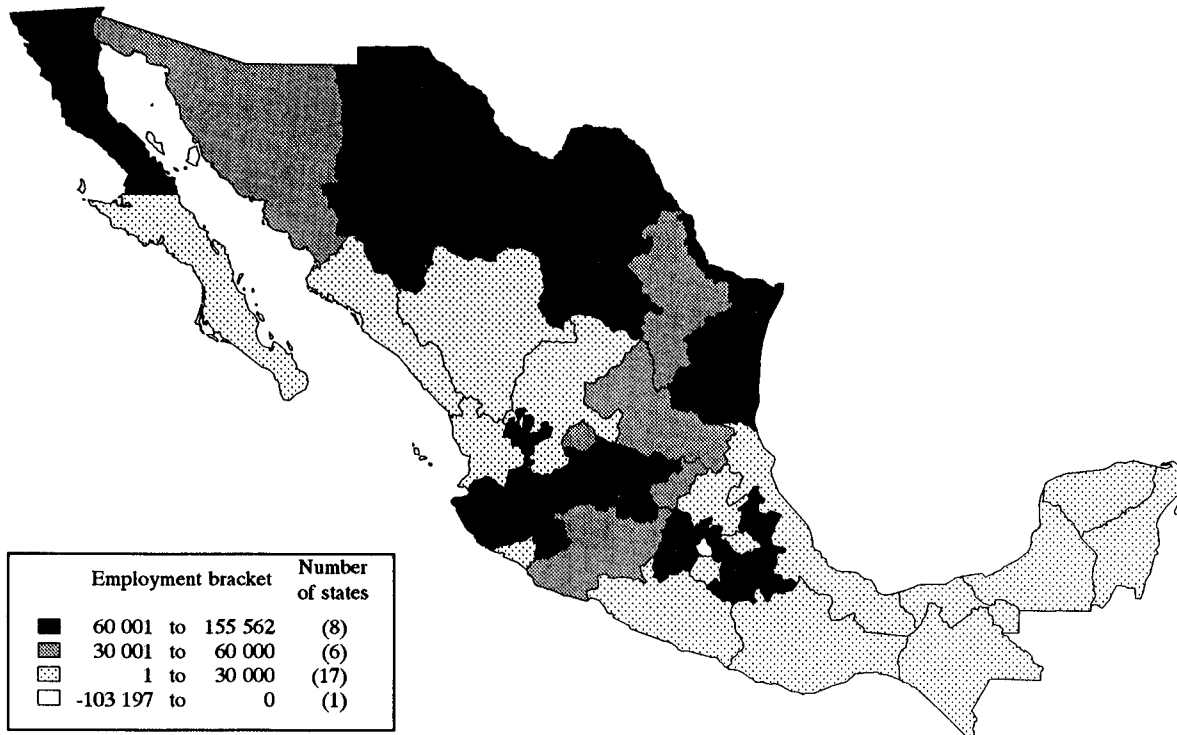 Employment bracket Number
of states
60 001 to 155 562 (8)
30 001 to 60 000 (6)
1 to 30 000 (17)
-103 197 to 0 (1)